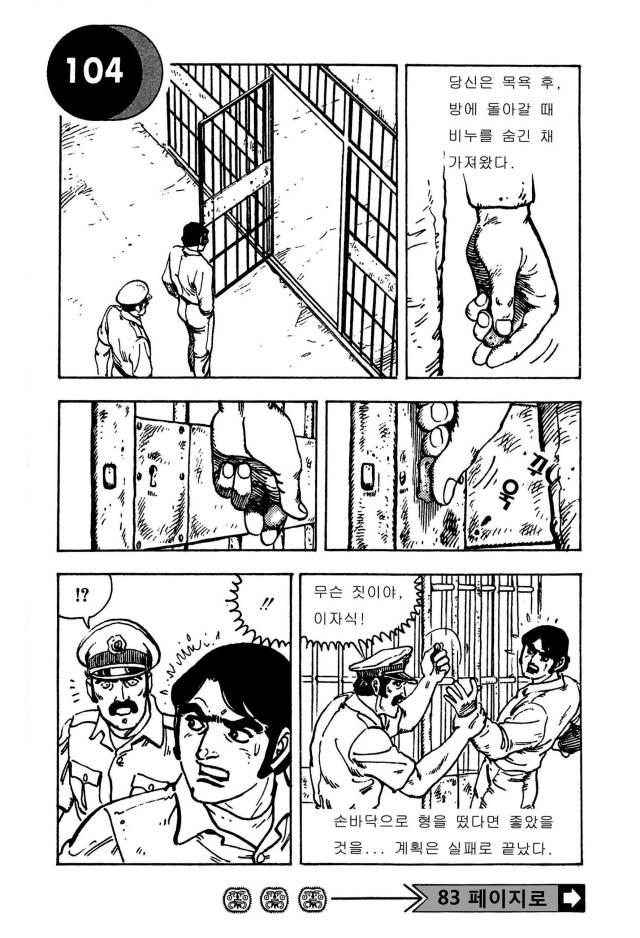 104
당신은 목욕 후,
방에 돌아갈 때
비누를 숨긴 채
가져왔다.
꾸
욱
!?
!!
무슨 짓이야,
이자식!
손바닥으로 형을 떴다면 좋았을
것을... 계획은 실패로 끝났다.
83 페이지로